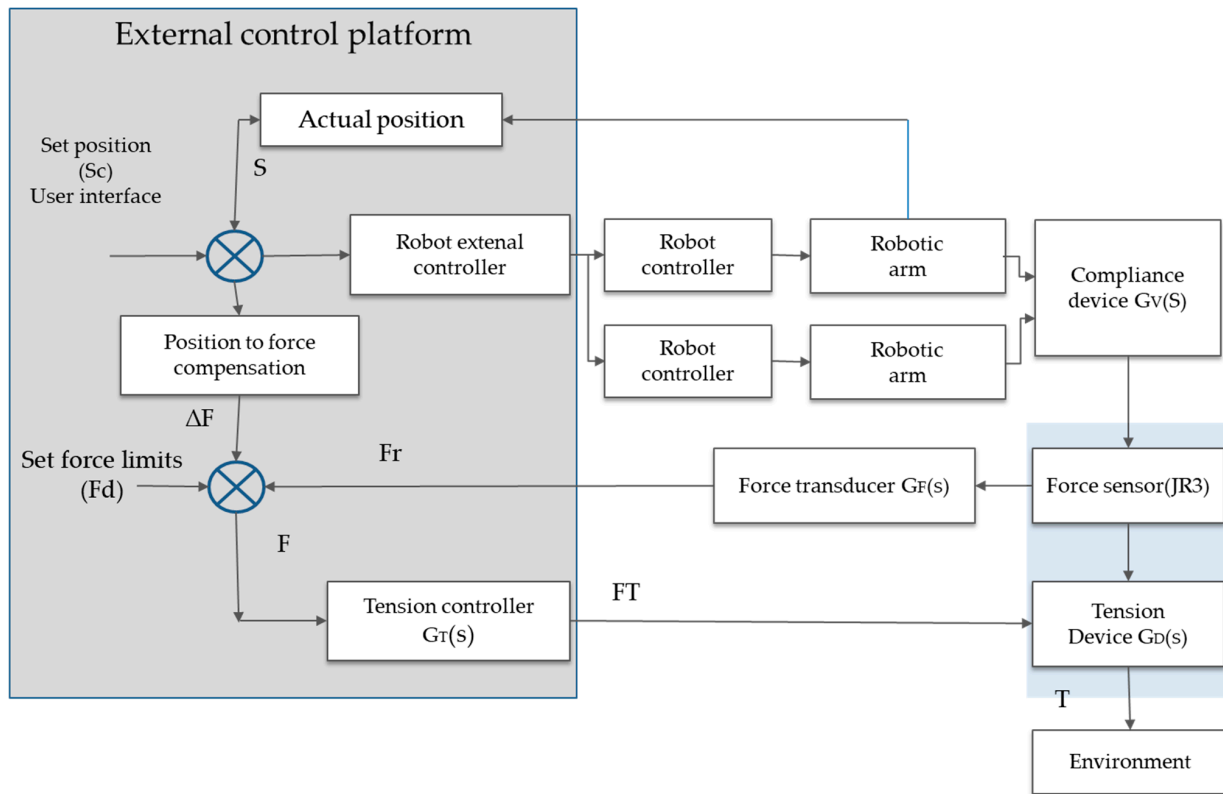 External control platform
Actual position
Set position
(Sc)
User interface
S
Robot extenal
controller
Robot
controller
Robotic
arm
Compliance
device GV(S)
Position to force
compensation
Robot
controller
Robotic
arm
ΔF
Set force limits
(Fd)
Fr
Force transducer GF(s)
Force sensor(JR3)
F
Tension controller
GT(s)
FT
Tension
Device GD(s)
T
Environment